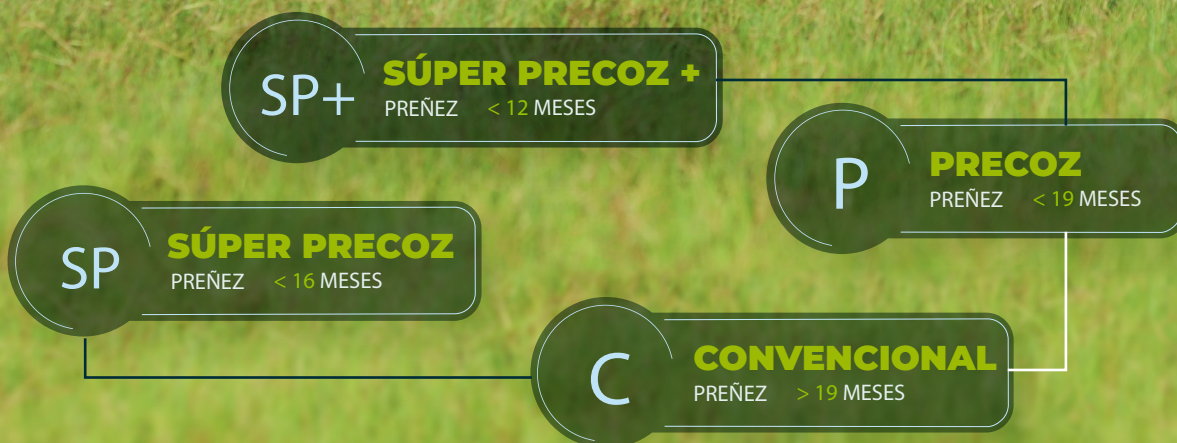 SP+
SÚPER PRECOZ +
PREÑEZ < 12 MESES
P
PRECOZ
PREÑEZ < 19 MESES
SP
SÚPER PRECOZ
PREÑEZ < 16 MESES
C
CONVENCIONAL
PREÑEZ > 19 MESES